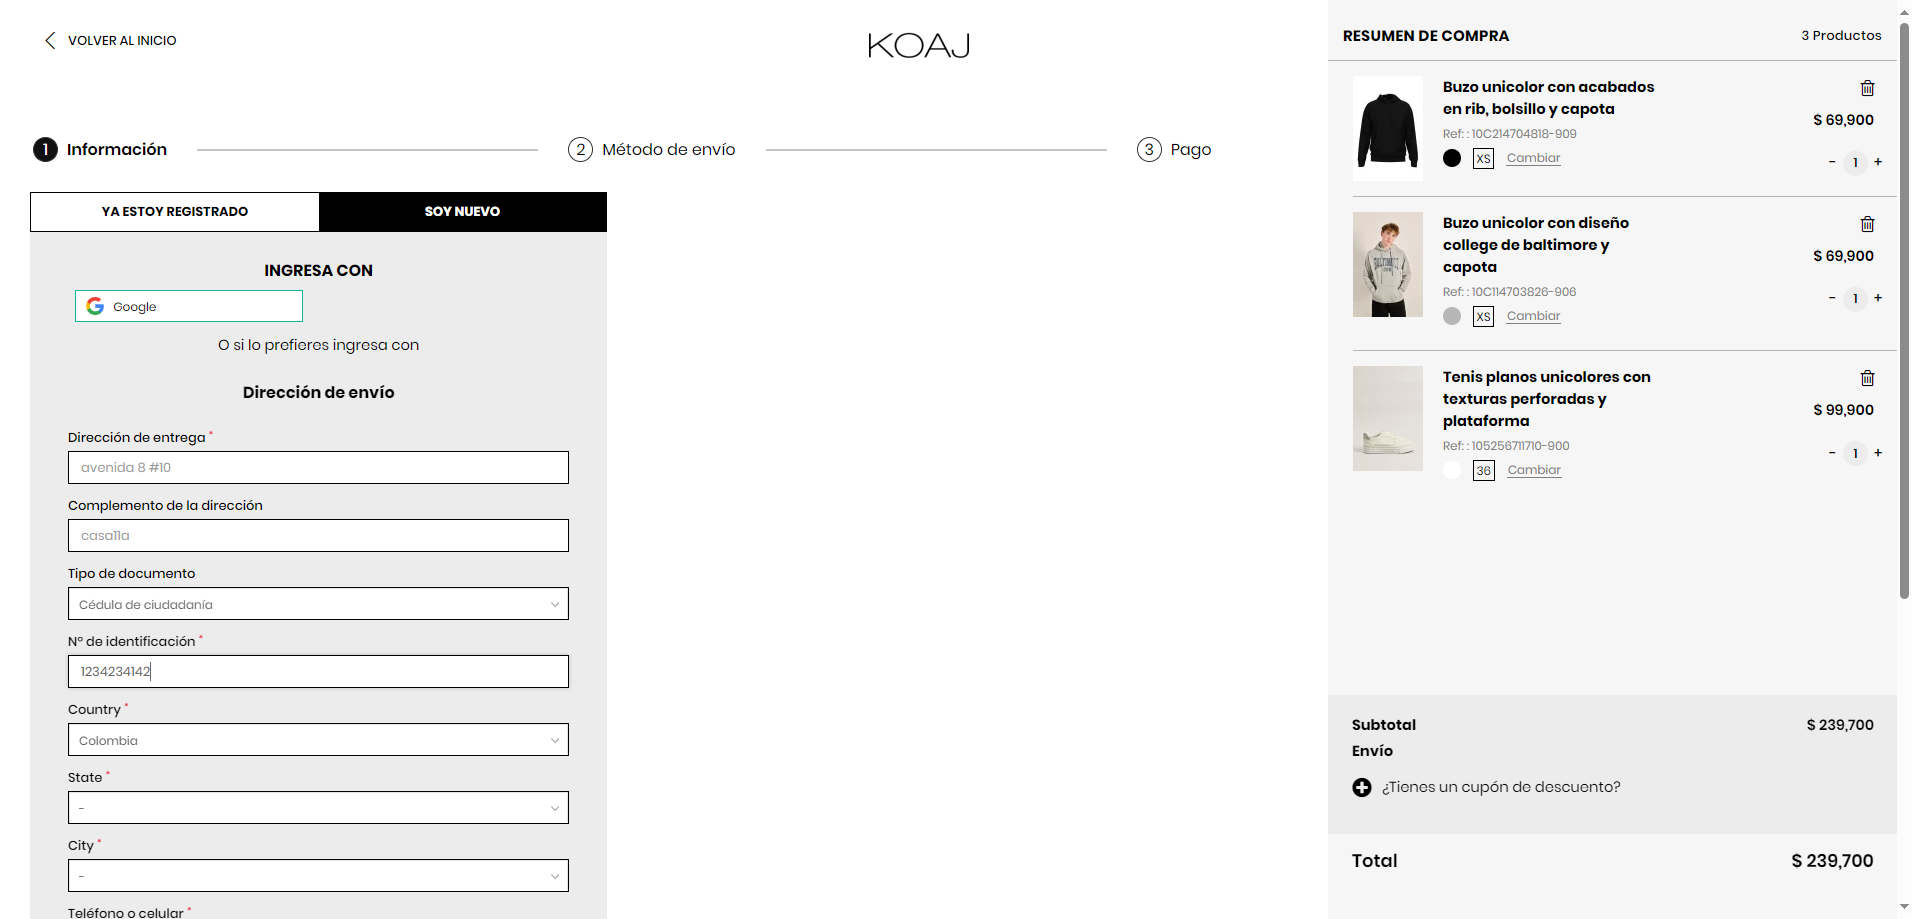 VOLVER AL INICIO
KOAJ
1 Información
2 Método de envío
3 Pago
YA ESTOY REGISTRADO
SOY NUEVO
INGRESA CON
Google
O si lo prefieres ingresa con
Dirección de envío
Dirección de entrega *
avenida 8 #10
Complemento de la dirección
casa11a
Tipo de documento
Cédula de ciudadanía
Nº de identificación *
1234234142
Country *
Colombia
State *
-
City *
-
Teléfono o celular *
RESUMEN DE COMPRA
3 Productos
Buzo unicolor con acabados
en rib, bolsillo y capota
$ 69,900
Ref: : 10C214704818-909
XS Cambiar
- 1 +
Buzo unicolor con diseño
college de baltimore y
capota
$ 69,900
Ref: : 10C114703826-906
XS Cambiar
- 1 +
Tenis planos unicolores con
texturas perforadas y
plataforma
$ 99,900
Ref: : 105256711710-900
36 Cambiar
- 1 +
Subtotal $ 239,700
Envío
¿Tienes un cupón de descuento?
Total $ 239,700